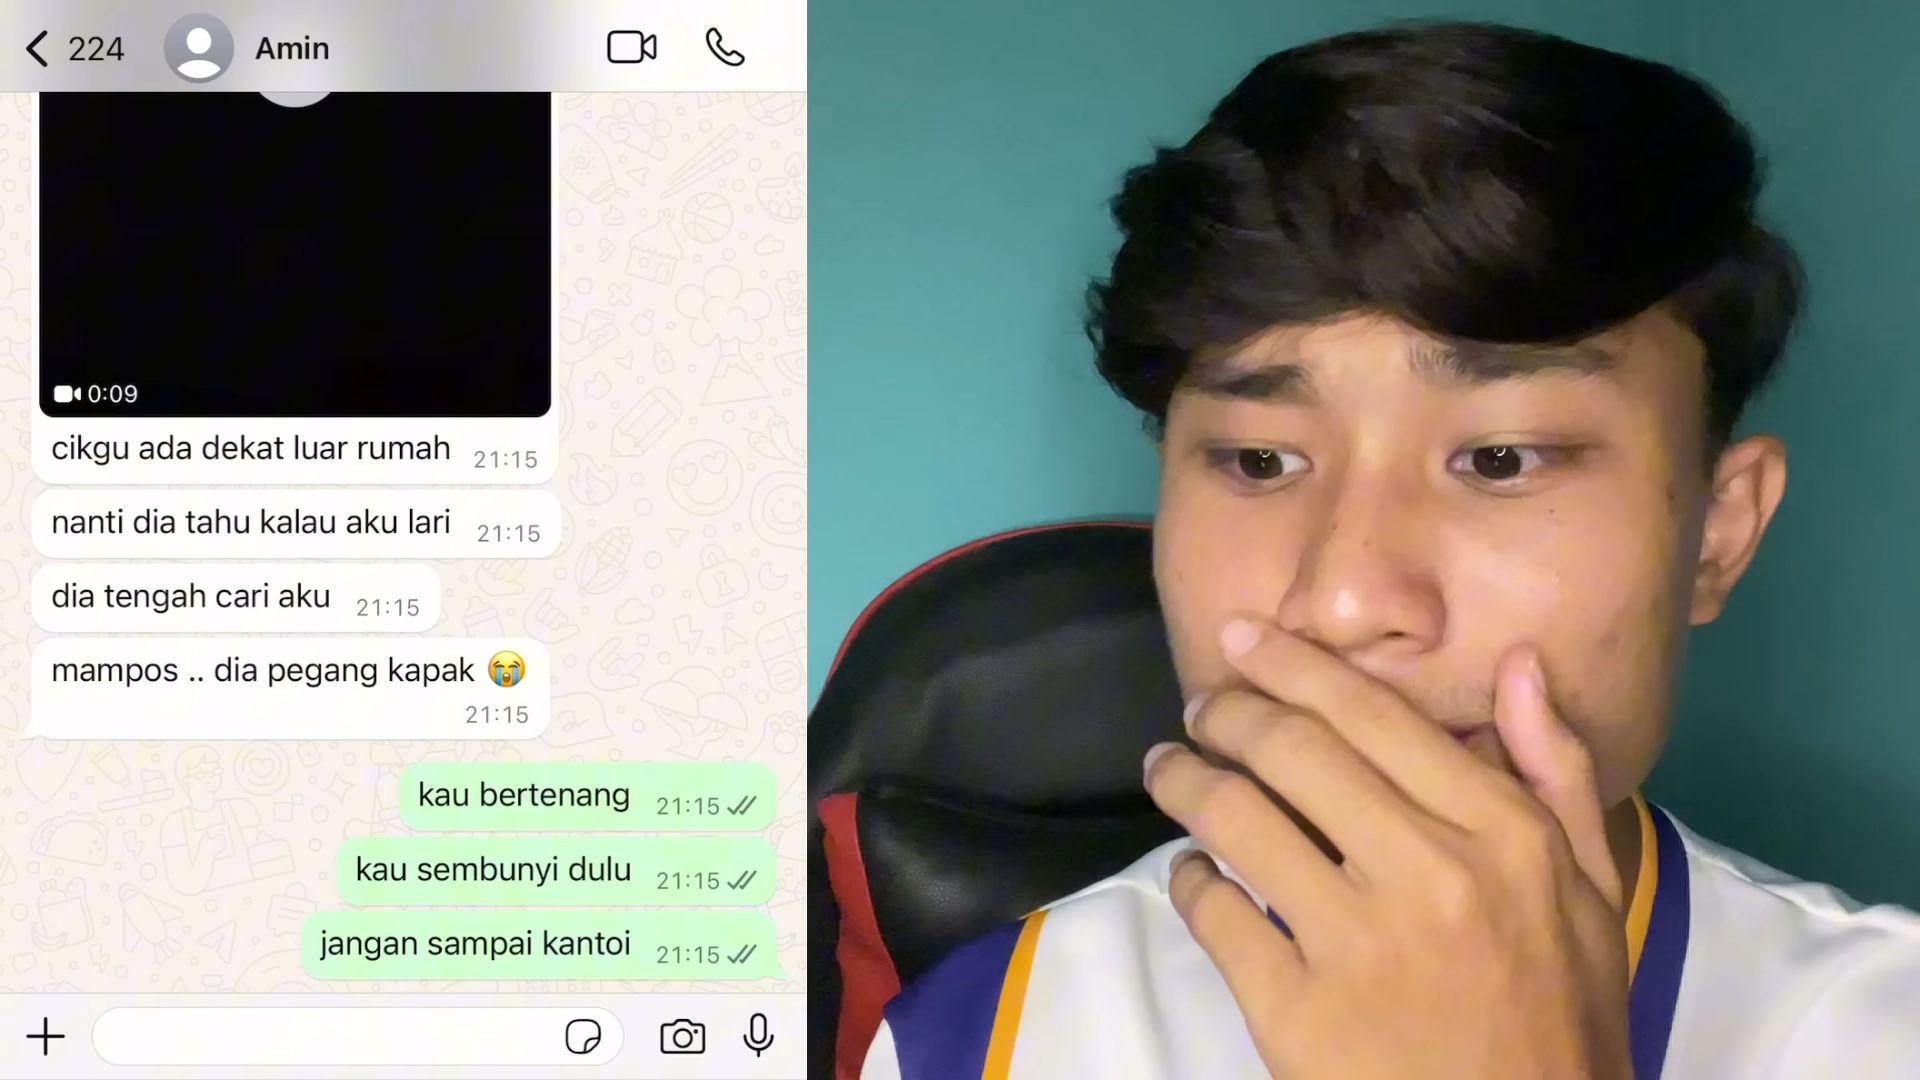 224 Amin
0:09
cikgu ada dekat luar rumah 21:15
nanti dia tahu kalau aku lari 21:15
dia tengah cari aku 21:15
mampos .. dia pegang kapak 😭
21:15
kau bertenang 21:15
kau sembunyi dulu 21:15
jangan sampai kantoi 21:15